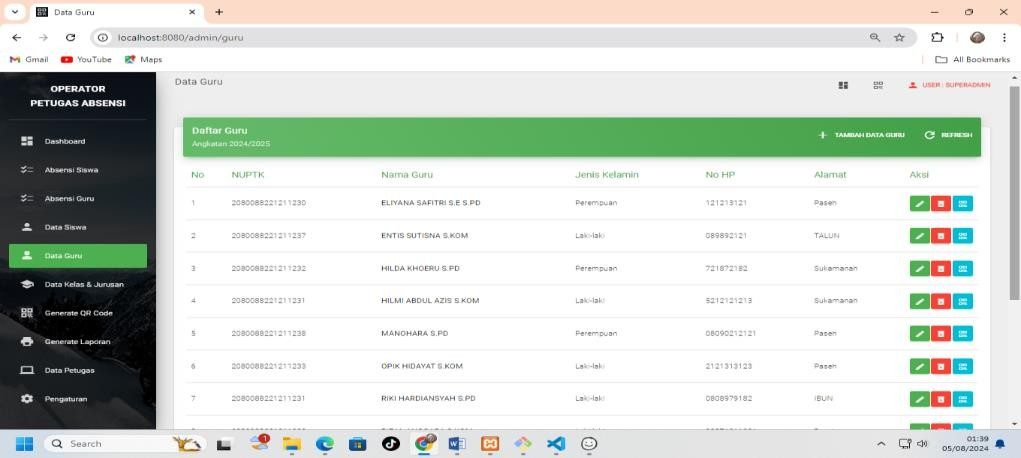 Data Guru
localhost:8080/admin/guru
Gmail YouTube Maps All Bookmarks
OPERATOR
PETUGAS ABSENSI
Dashboard
Absensi Siswa
Absensi Guru
Data Siswa
Data Guru
Data Kelas & Jurusan
Generate QR Code
Generate Laporan
Data Petugas
Pengaturan
Data Guru USER : SUPERADMIN
Daftar Guru
Angkatan 2024/2025
TAMBAH DATA GURU REFRESH
No NUPTK Nama Guru Jenis Kelamin No HP Alamat Aksi
1 2080088221211230 ELIYANA SAFITRI S.E S.PD Perempuan 121213121 Paseh
2 2080088221211237 ENTIS SUTISNA S.KOM Laki-laki 089892121 TALUN
3 2080088221211232 HILDA KHOERU S.PD Perempuan 721872182 Sukamanah
4 2080088221211231 HILMI ABDUL AZIS S.KOM Laki-laki 5212121213 Sukamanah
5 2080088221211238 MANOHARA S.PD Perempuan 08090212121 Paseh
6 2080088221211233 OPIK HIDAYAT S.KOM Laki-laki 2121313123 Paseh
7 2080088221211231 RIKI HARDIANSYAH S.PD Laki-laki 0808979182 IBUN
Search
1
01:39
05/08/2024